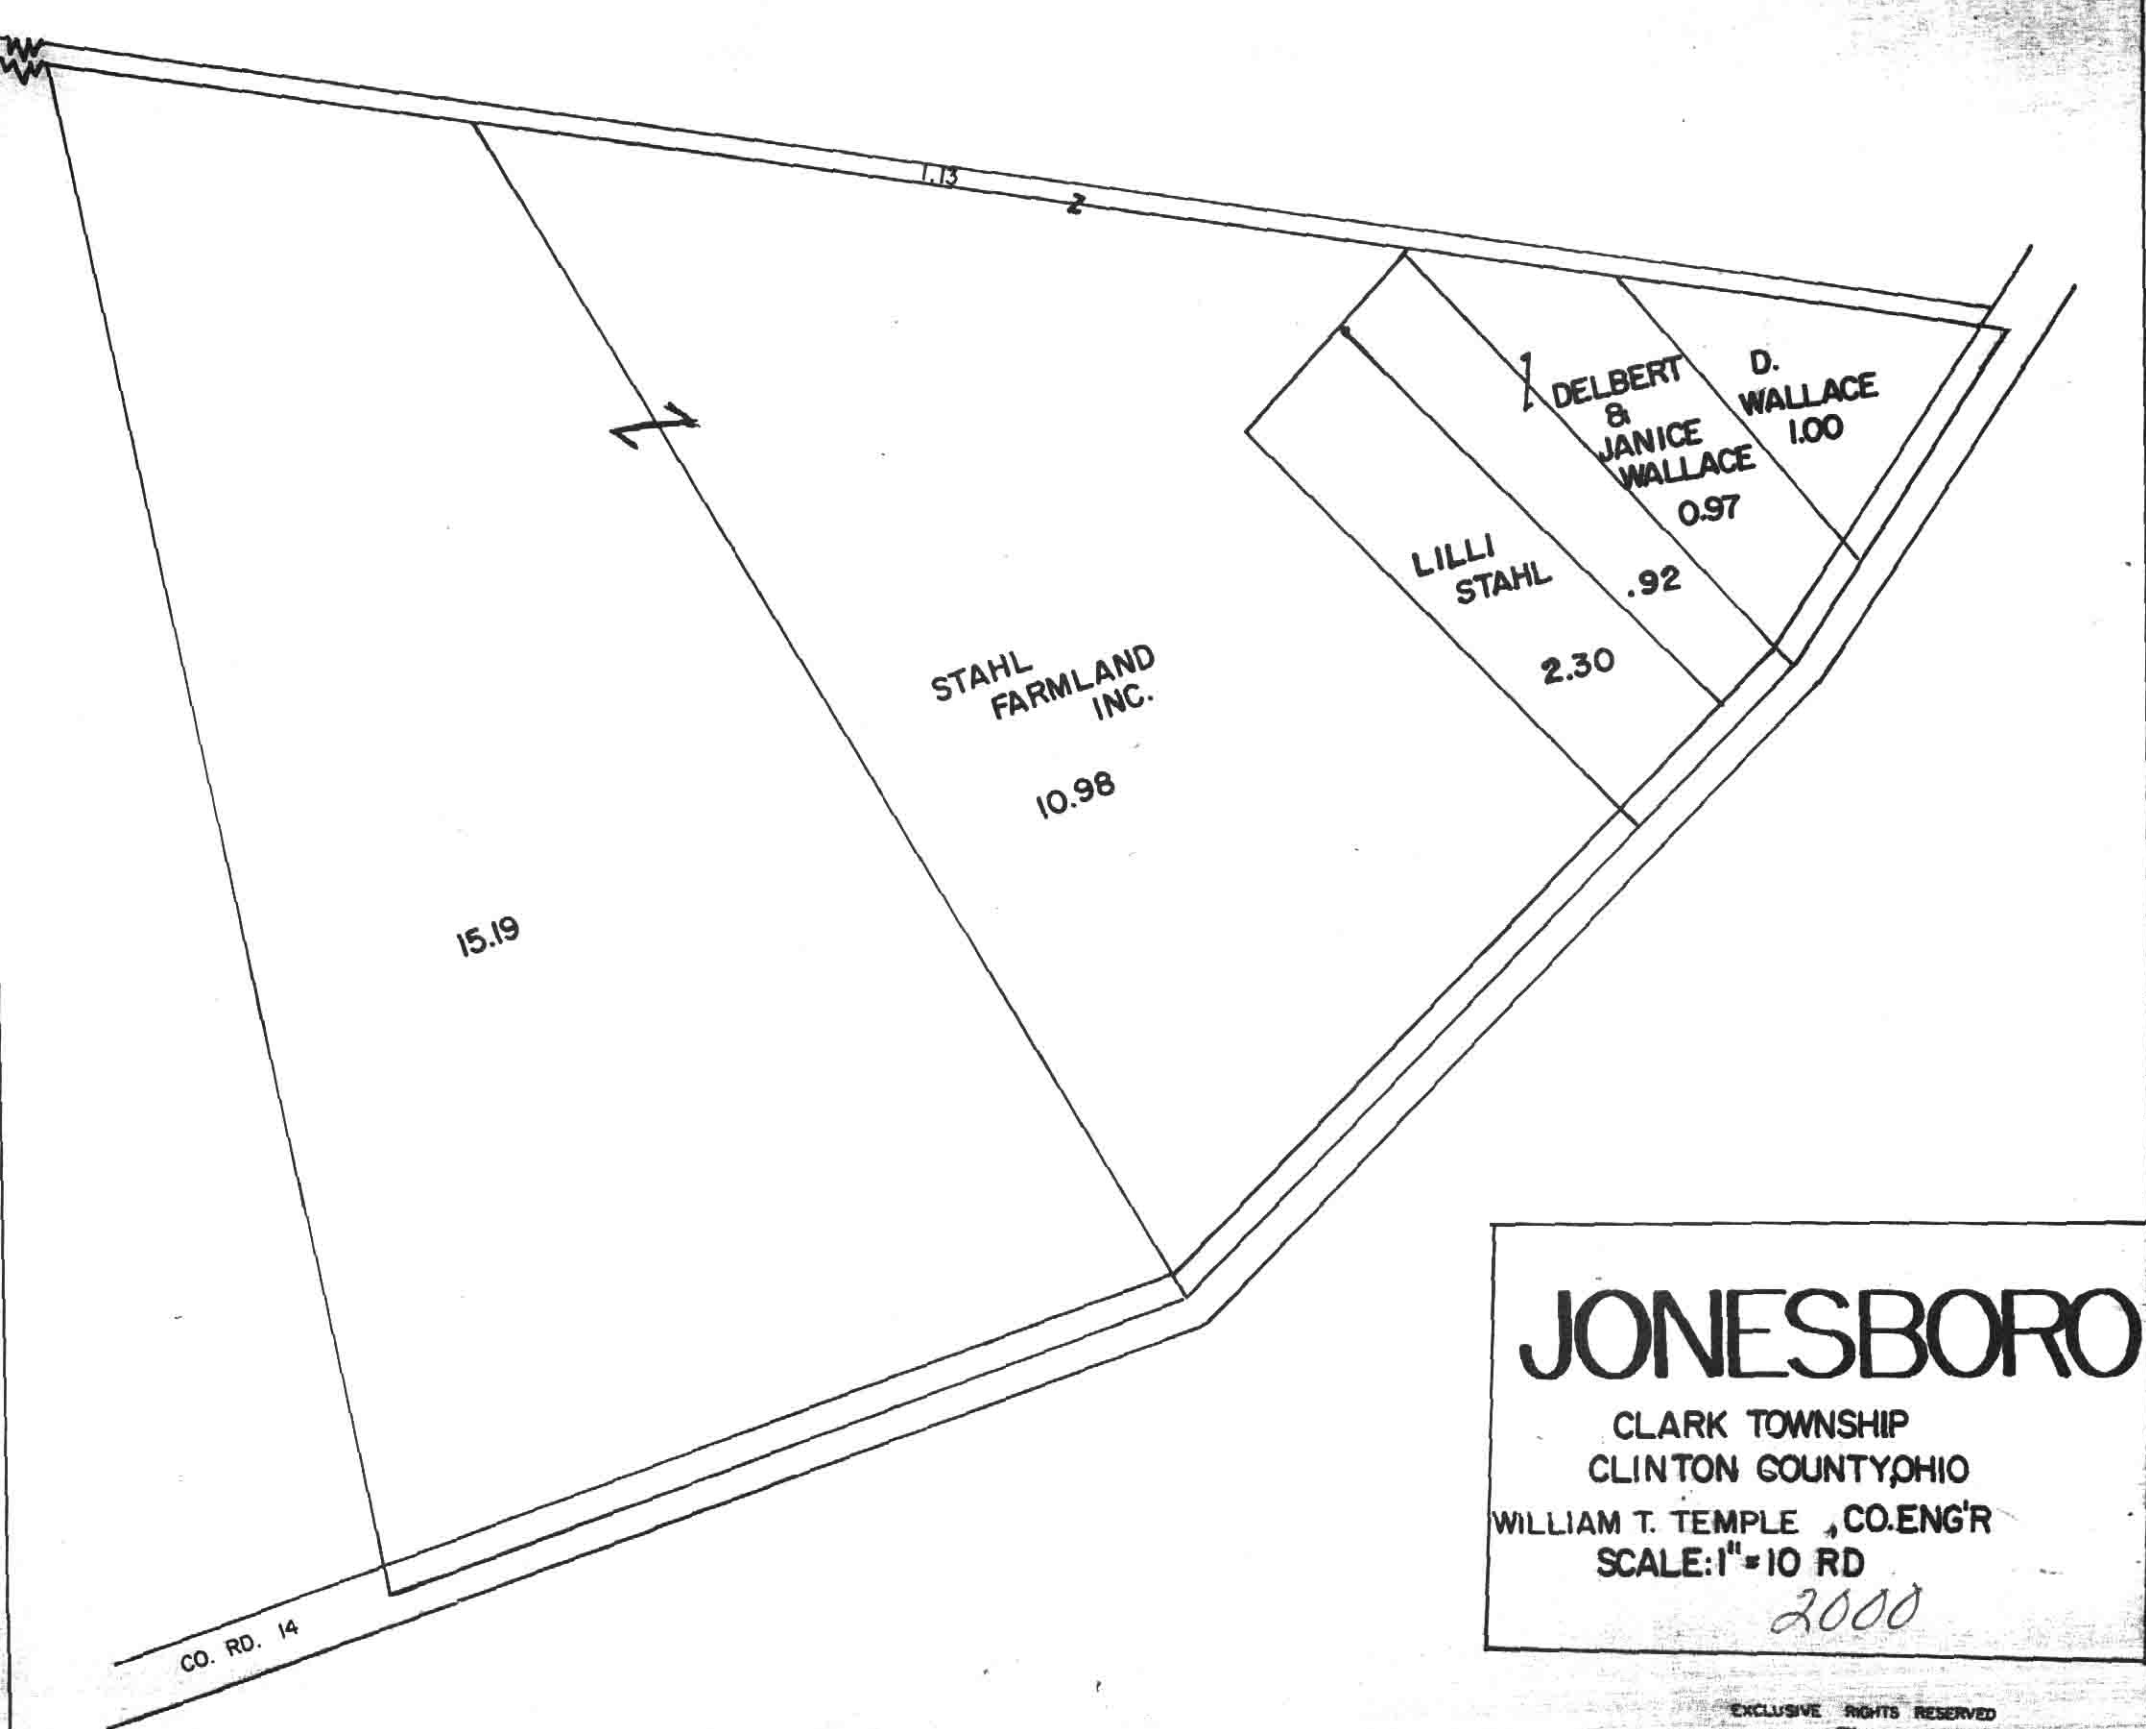 1.13
D.
WALLACE
1.00
DELBERT
&
JANICE
WALLACE
0.97
LILLI
STAHL
.92
2.30
STAHL
FARMLAND
INC.
10.98
15.19
CO. RD. 14
JONESBORO
CLARK TOWNSHIP
CLINTON COUNTY,OHIO
WILLIAM T. TEMPLE , CO.ENG'R
SCALE:1"=10 RD
2000
EXCLUSIVE RIGHTS RESERVED